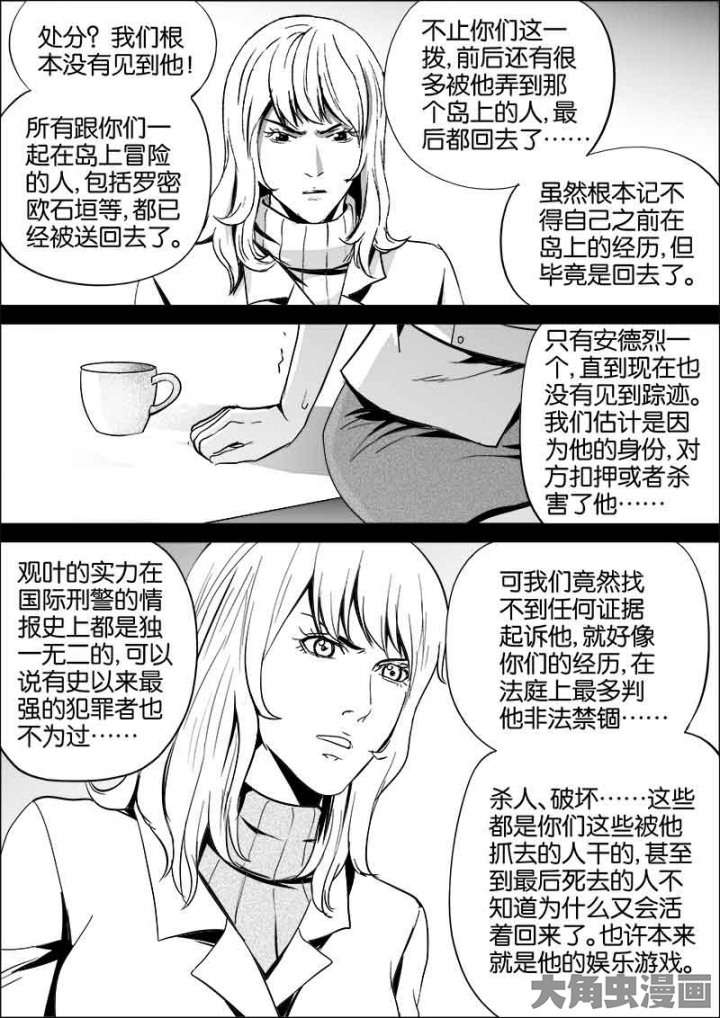 处分？我们根
本没有见到他！
所有跟你们一
起在岛上冒险
的人，包括罗密
欧石垣等，都已
经被送回去了。
不止你们这一
拨，前后还有很
多被他弄到那
个岛上的人，最
后都回去了……
虽然根本记不
得自己之前在
岛上的经历，但
毕竟是回去了。
只有安德烈一
个，直到现在也
没有见到踪迹。
我们估计是因
为他的身份，对
方扣押或者杀
害了他……
观叶的实力在
国际刑警的情
报史上都是独
一无二的，可以
说有史以来最
强的犯罪者也
不为过……
可我们竟然找
不到任何证据
起诉他，就好像
你们的经历，在
法庭上最多判
他非法禁锢……
杀人、破坏……这些
都是你们这些被他
抓去的人干的，甚至
到最后死去的人不
知道为什么又会活
着回来了。也许本来
就是他的娱乐游戏。
大角虫漫画